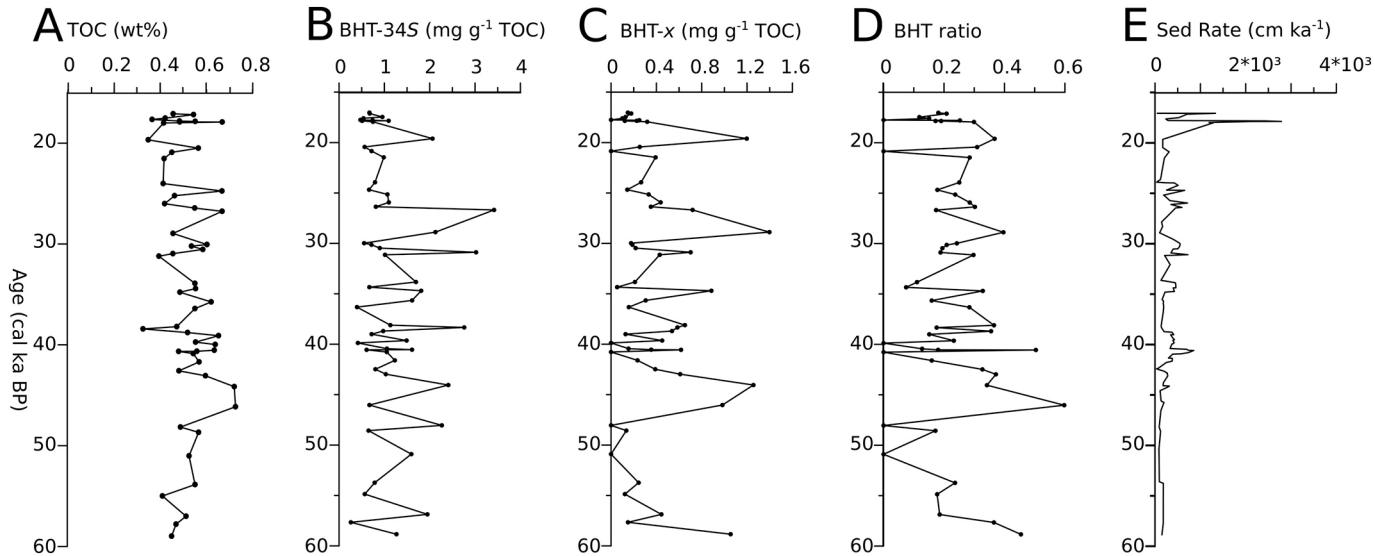 A TOC (wt%)
B BHT-34S (mg g⁻¹ TOC)
C BHT-x (mg g⁻¹ TOC)
D BHT ratio
E Sed Rate (cm ka⁻¹)
0 0.2 0.4 0.6 0.8
0 1 2 3 4
0 0.4 0.8 1.2 1.6
0 0.2 0.4 0.6
0 2*10³ 4*10³
Age (cal ka BP)
20 20 20 20 20
30 30 30 30 30
40 40 40 40 40
50 50 50 50 50
60 60 60 60 60